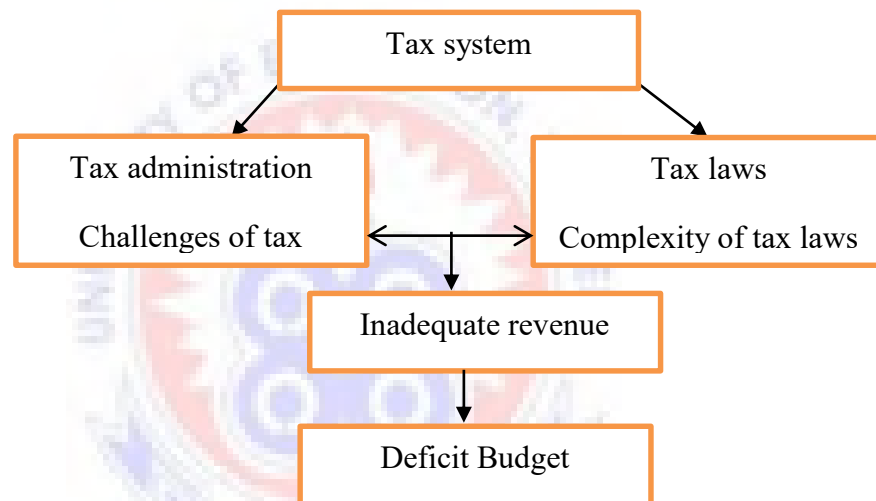 Tax system
Tax administration
Challenges of tax
Tax laws
Complexity of tax laws
Inadequate revenue
Deficit Budget